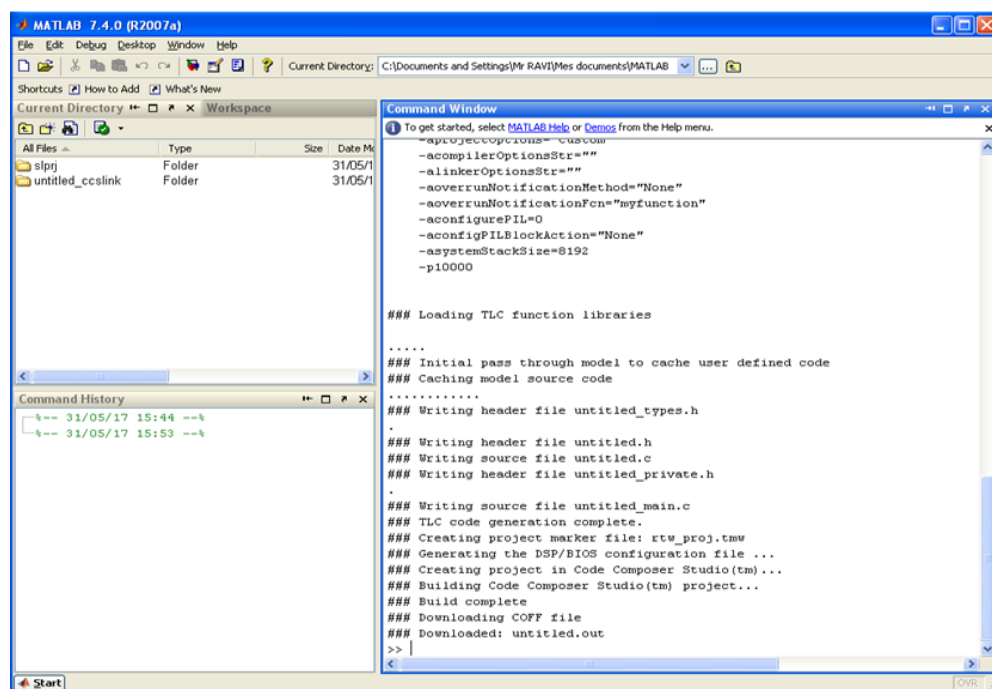 MATLAB 7.4.0 (R2007a)
File Edit Debug Desktop Window Help
Current Directory: C:\Documents and Settings\Mr RAVI\Mes documents\MATLAB ...
Shortcuts How to Add What's New
Current Directory Workspace
All Files Type Size Date Mo
slprj Folder 31/05/1
untitled_ccslink Folder 31/05/1
Command History
%-- 31/05/17 15:44 --%
%-- 31/05/17 15:53 --%
Command Window
To get started, select MATLAB Help or Demos from the Help menu.
-aprojectOptions="custom"
-acompilerOptionsStr=""
-alinkerOptionsStr=""
-aoverrunNotificationMethod="None"
-aoverrunNotificationFcn="myfunction"
-aconfigurePIL=0
-aconfigPILBlockAction="None"
-asystemStackSize=8192
-p10000
### Loading TLC function libraries
.....
### Initial pass through model to cache user defined code
### Caching model source code
............
### Writing header file untitled_types.h
.
### Writing header file untitled.h
### Writing source file untitled.c
### Writing header file untitled_private.h
.
### Writing source file untitled_main.c
### TLC code generation complete.
### Creating project marker file: rtw_proj.tmw
### Generating the DSP/BIOS configuration file ...
### Creating project in Code Composer Studio(tm)...
### Building Code Composer Studio(tm) project...
### Build complete
### Downloading COFF file
### Downloaded: untitled.out
>>
Start
OVR